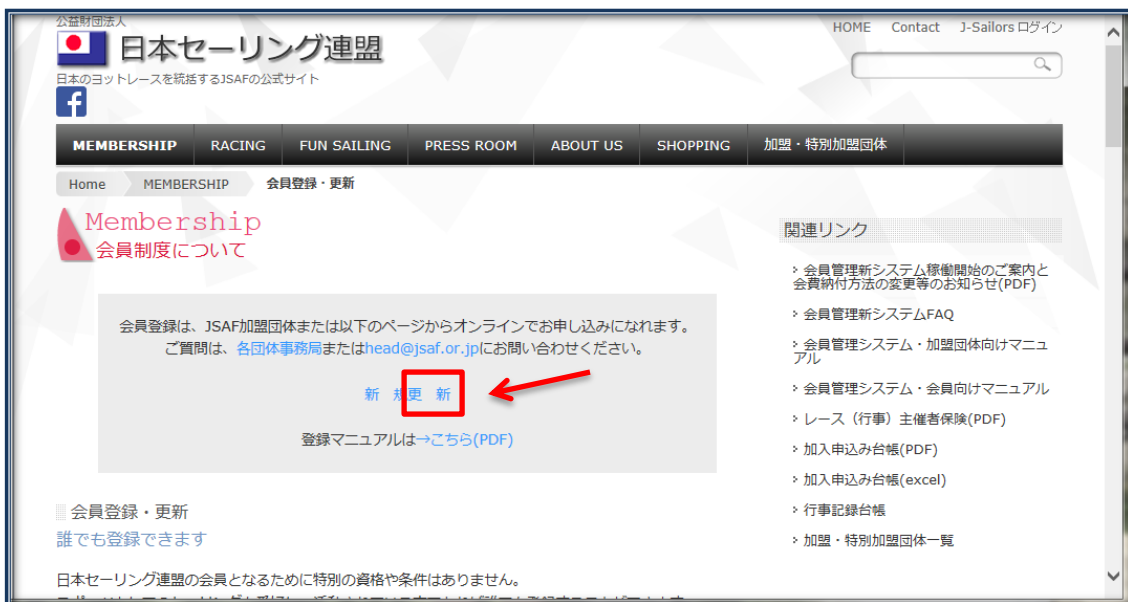 公益財団法人
日本セーリング連盟
日本のヨットレースを統括するJSAFの公式サイト
HOME Contact J-Sailors ログイン
MEMBERSHIP RACING FUN SAILING PRESS ROOM ABOUT US SHOPPING 加盟・特別加盟団体
Home MEMBERSHIP 会員登録・更新
Membership
会員制度について
会員登録は、JSAF加盟団体または以下のページからオンラインでお申し込みになれます。
ご質問は、各団体事務局またはhead@jsaf.or.jpにお問い合わせください。
新 規更 新
登録マニュアルは→こちら(PDF)
会員登録・更新
誰でも登録できます
日本セーリング連盟の会員となるために特別の資格や条件はありません。
関連リンク
会員管理新システム稼働開始のご案内と
会費納付方法の変更等のお知らせ(PDF)
会員管理新システムFAQ
会員管理システム・加盟団体向けマニュ
アル
会員管理システム・会員向けマニュアル
レース（行事）主催者保険(PDF)
加入申込み台帳(PDF)
加入申込み台帳(excel)
行事記録台帳
加盟・特別加盟団体一覧